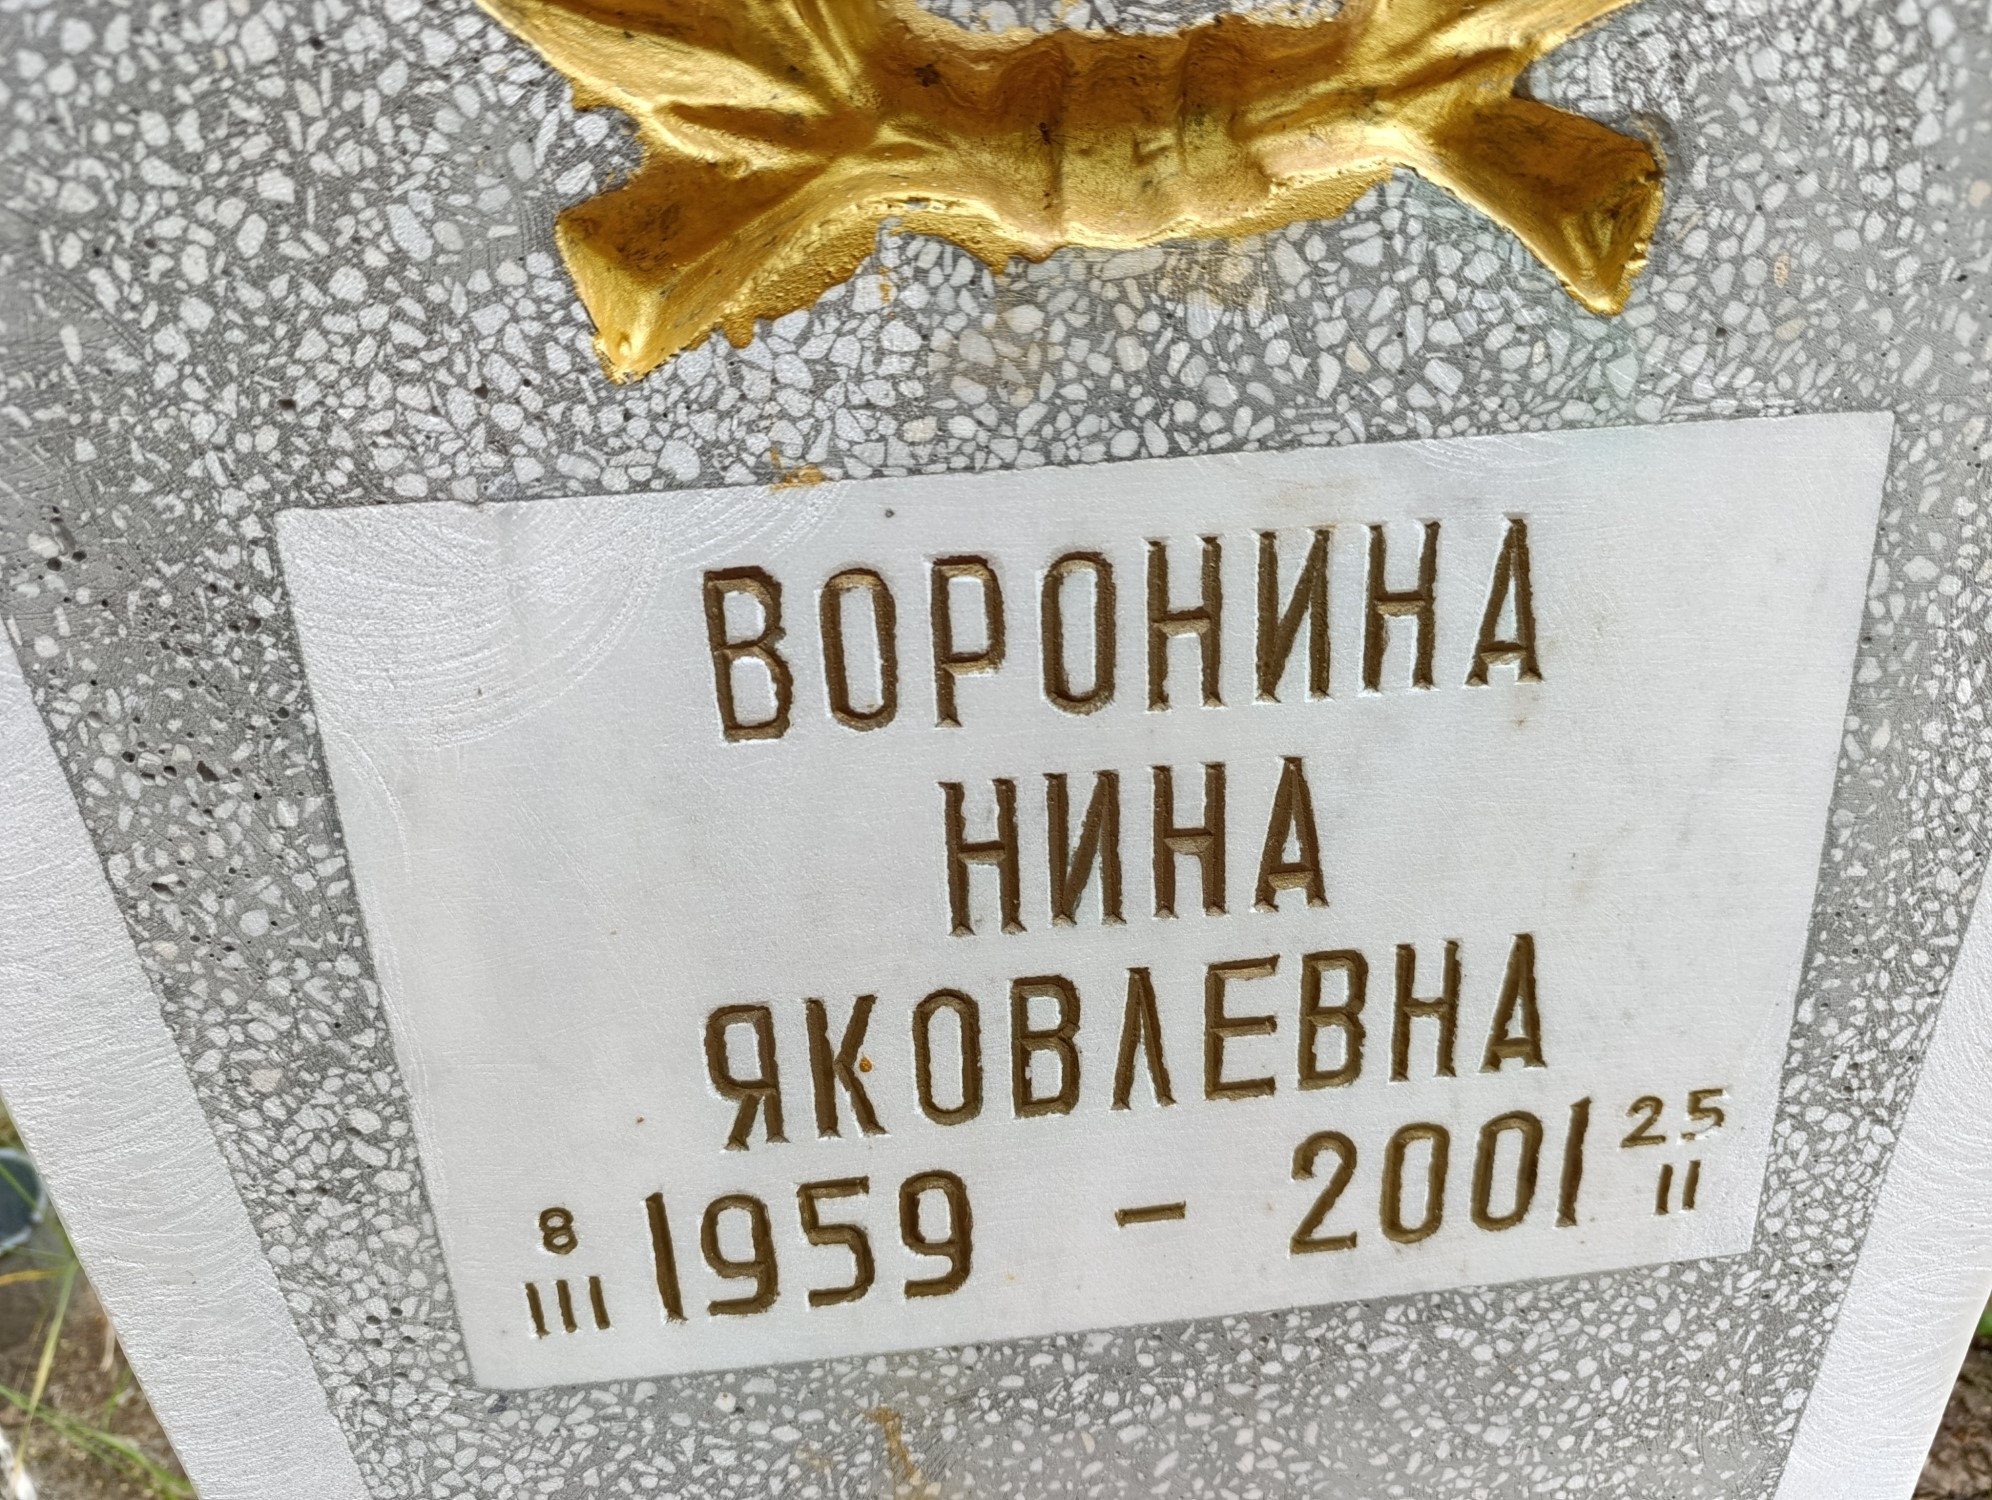 ВОРОНИНА
НИНА
ЯКОВЛЕВНА
8 III 1959 - 2001 25 II